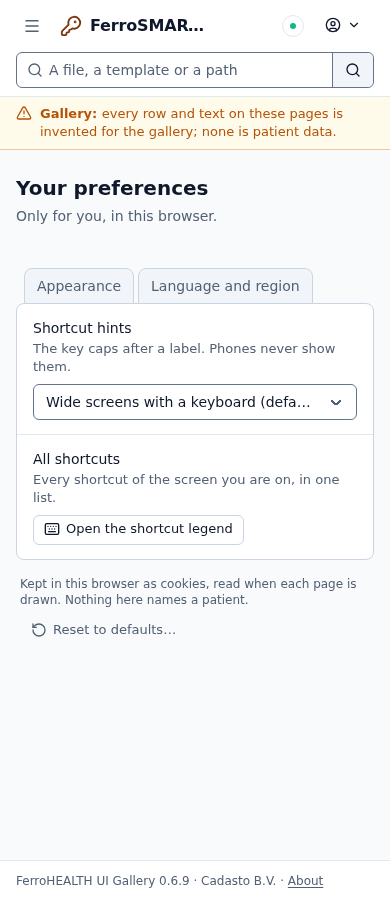 FerroSMAR...
A file, a template or a path
Gallery: every row and text on these pages is
invented for the gallery; none is patient data.
Your preferences
Only for you, in this browser.
Appearance
Language and region
Shortcut hints
The key caps after a label. Phones never show
them.
Wide screens with a keyboard (defa...
All shortcuts
Every shortcut of the screen you are on, in one
list.
Open the shortcut legend
Kept in this browser as cookies, read when each page is
drawn. Nothing here names a patient.
Reset to defaults...
FerroHEALTH UI Gallery 0.6.9 · Cadasto B.V. · About